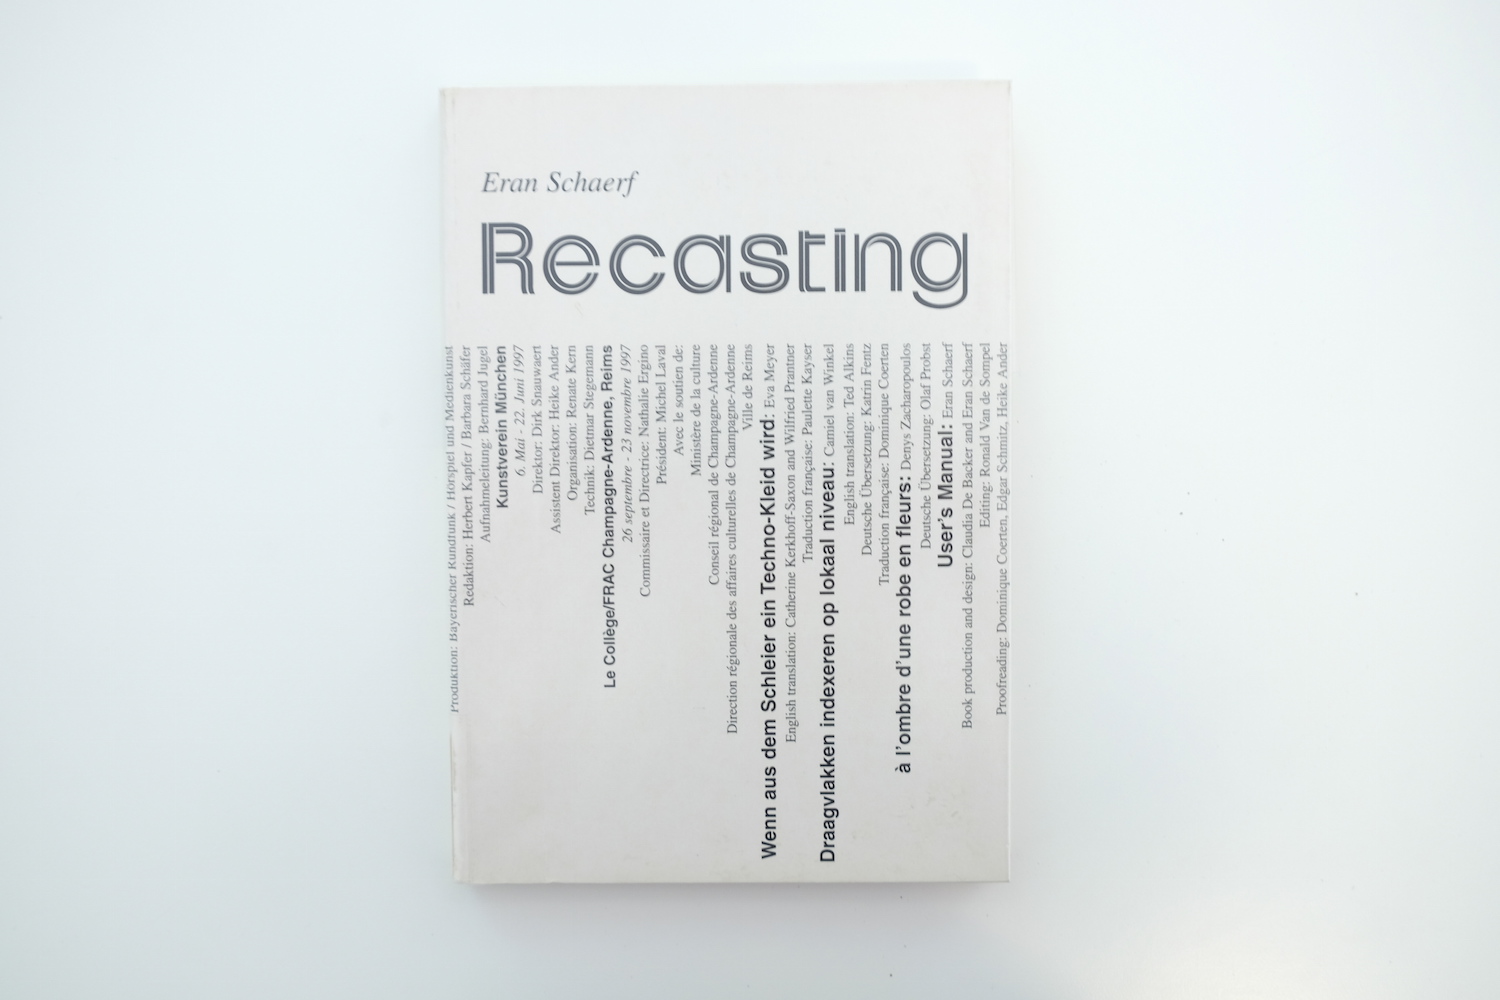 Eran Schaerf
Recasting
Produktion: Bayerischer Rundfunk / Hörspiel und Medienkunst
Redaktion: Herbert Kapfer / Barbara Schäfer
Aufnahmeleitung: Bernhard Jugel
Kunstverein München
6. Mai - 22. Juni 1997
Direktor: Dirk Snauwaert
Assistent Direktor: Heike Ander
Organisation: Renate Kern
Technik: Dietmar Stegemann
Le Collège/FRAC Champagne-Ardenne, Reims
26 septembre - 23 novembre 1997
Commissaire et Directrice: Nathalie Ergino
Président: Michel Laval
Avec le soutien de:
Ministère de la culture
Conseil régional de Champagne-Ardenne
Direction régionale des affaires culturelles de Champagne-Ardenne
Ville de Reims
Wenn aus dem Schleier ein Techno-Kleid wird: Eva Meyer
English translation: Catherine Kerkhoff-Saxon and Wilfried Prantner
Traduction française: Paulette Kayser
Draagvlakken indexeren op lokaal niveau: Camiel van Winkel
English translation: Ted Alkins
Deutsche Übersetzung: Katrin Fentz
Traduction française: Dominique Coerten
à l'ombre d'une robe en fleurs: Denys Zacharopoulos
Deutsche Übersetzung: Olaf Probst
User's Manual: Eran Schaerf
Book production and design: Claudia De Backer and Eran Schaerf
Editing: Ronald Van de Sompel
Proofreading: Dominique Coerten, Edgar Schmitz, Heike Ander